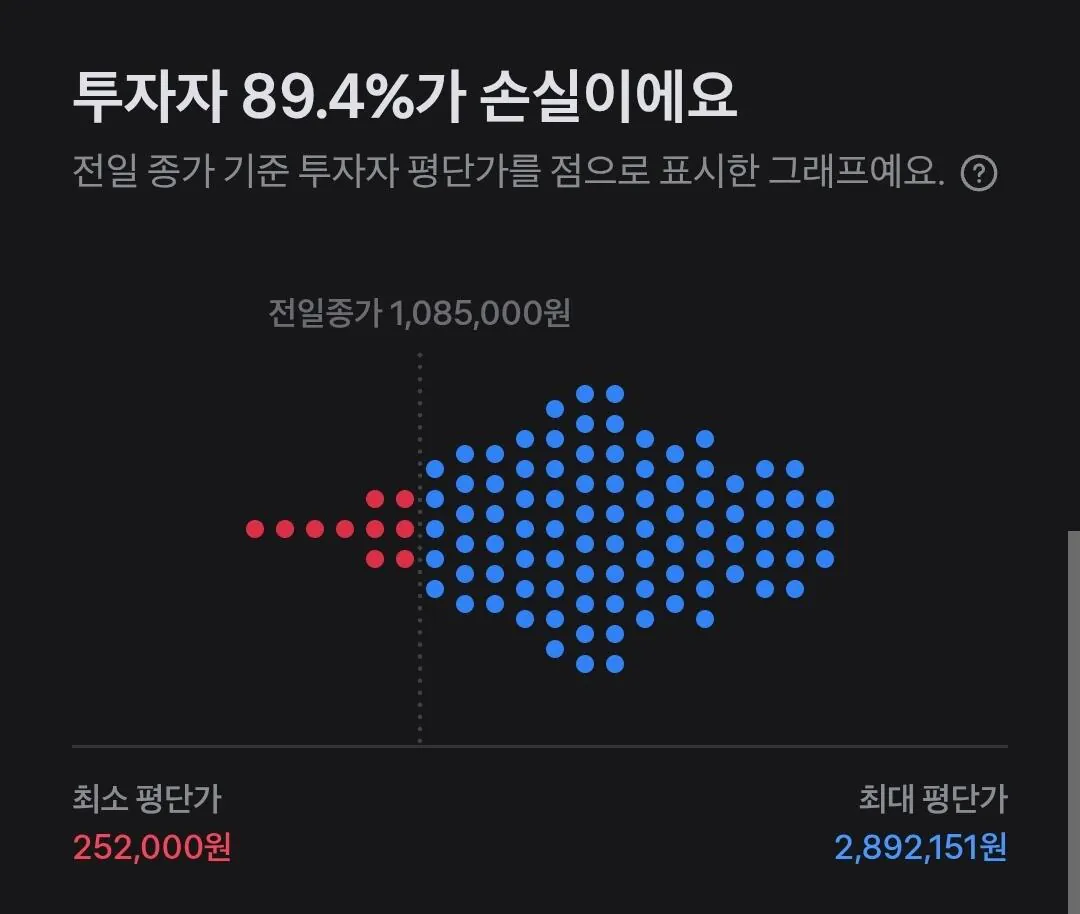 투자자 89.4%가 손실이에요
전일 종가 기준 투자자 평단가를 점으로 표시한 그래프예요. ?
전일종가 1,085,000원
최소 평단가
최대 평단가
252,000원
2,892,151원